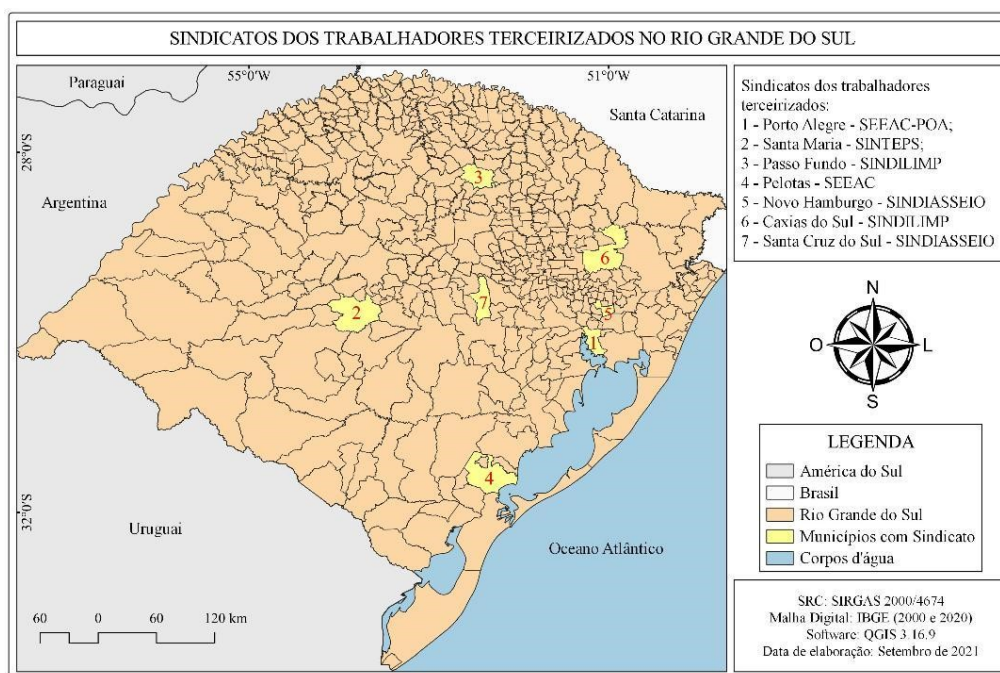 SINDICATOS DOS TRABALHADORES TERCEIRIZADOS NO RIO GRANDE DO SUL
55°0'W
51°0'W
28°0'S
32°0'S
Paraguai
Santa Catarina
Argentina
3
6
7
2
5
1
4
Uruguai
Oceano Atlântico
60 0 60 120 km
Sindicatos dos trabalhadores
terceirizados:
1 - Porto Alegre - SEEAC-POA;
2 - Santa Maria - SINTEPS;
3 - Passo Fundo - SINDILIMP
4 - Pelotas - SEEAC
5 - Novo Hamburgo - SINDIASSEIO
6 - Caxias do Sul - SINDILIMP
7 - Santa Cruz do Sul - SINDIASSEIO
N
O L
S
LEGENDA
América do Sul
Brasil
Rio Grande do Sul
Municípios com Sindicato
Corpos d'água
SRC: SIRGAS 2000/4674
Malha Digital: IBGE (2000 e 2020)
Software: QGIS 3.16.9
Data de elaboração: Setembro de 2021